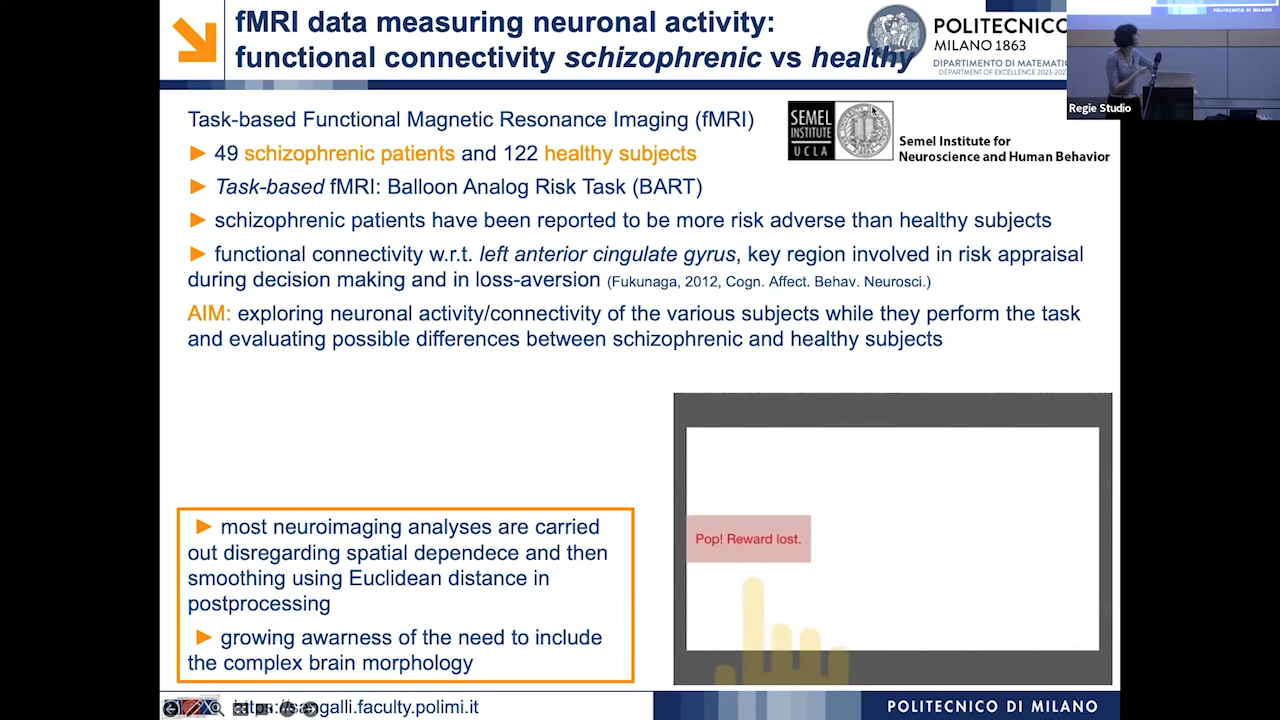 fMRI data measuring neuronal activity:
functional connectivity schizophrenic vs healthy
POLITECNICO
MILANO 1863
DIPARTIMENTO DI MATEMATIC
DEPARTMENT OF EXCELLENCE 2023-202
POLITECNICO DI MILANO
Regie Studio
Task-based Functional Magnetic Resonance Imaging (fMRI)
SEMEL
INSTITUTE
UCLA
Semel Institute for
Neuroscience and Human Behavior
► 49 schizophrenic patients and 122 healthy subjects
► Task-based fMRI: Balloon Analog Risk Task (BART)
► schizophrenic patients have been reported to be more risk adverse than healthy subjects
► functional connectivity w.r.t. left anterior cingulate gyrus, key region involved in risk appraisal
during decision making and in loss-aversion (Fukunaga, 2012, Cogn. Affect. Behav. Neurosci.)
AIM: exploring neuronal activity/connectivity of the various subjects while they perform the task
and evaluating possible differences between schizophrenic and healthy subjects
► most neuroimaging analyses are carried
out disregarding spatial dependece and then
smoothing using Euclidean distance in
postprocessing
► growing awarness of the need to include
the complex brain morphology
Pop! Reward lost.
https://sangalli.faculty.polimi.it
POLITECNICO DI MILANO